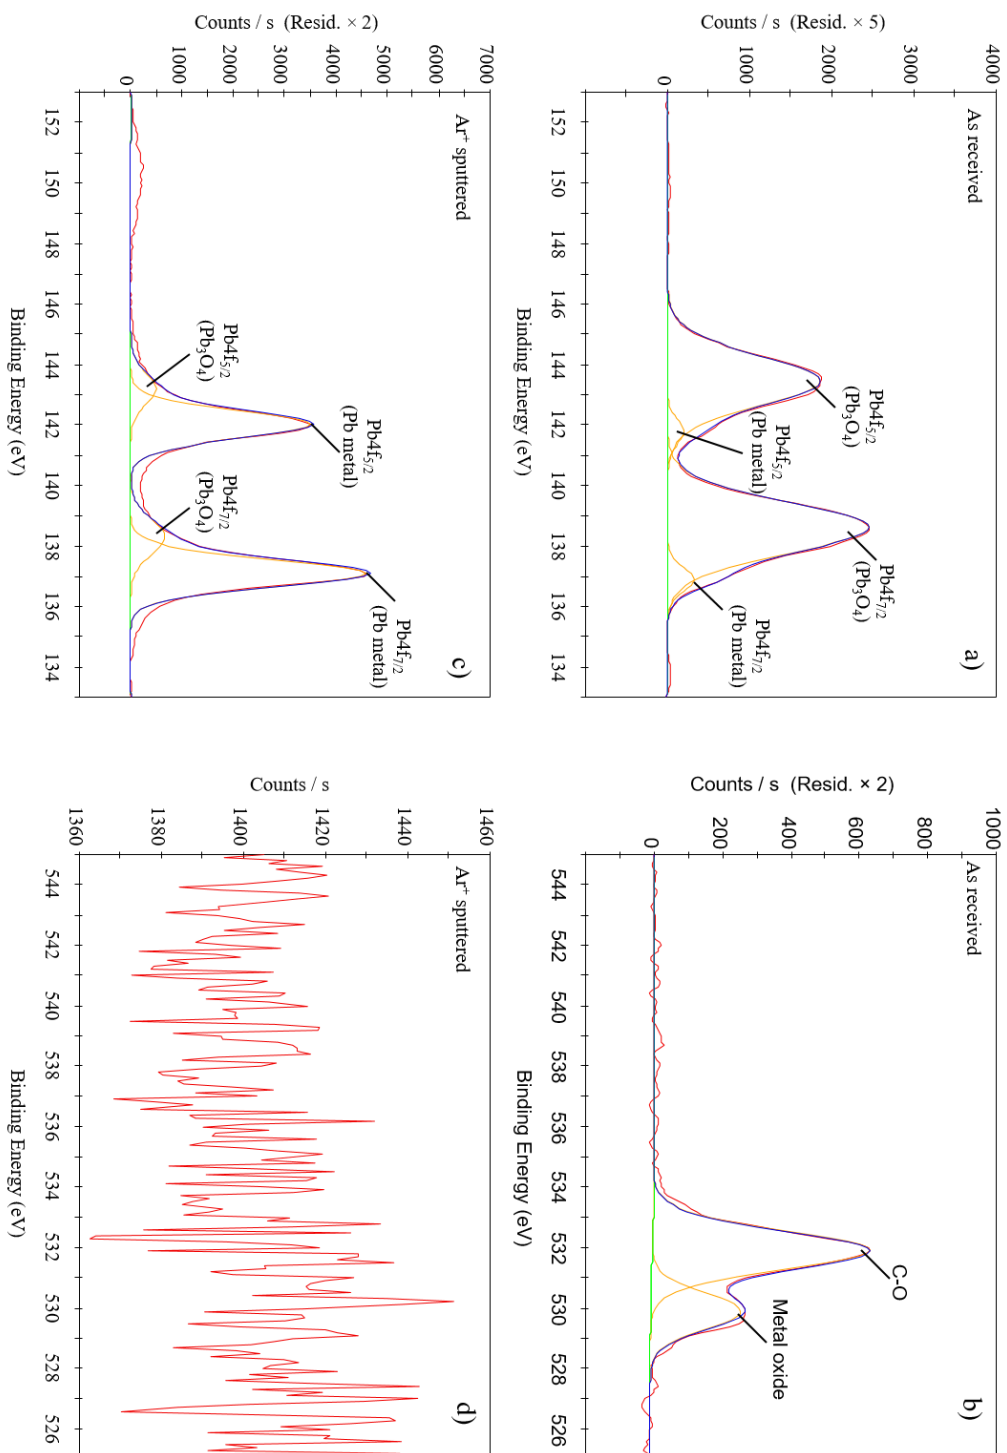 Counts / s (Resid. × 5)
4000
3000
2000
1000
0
As received
a)
Pb4f₅/₂
(Pb₃O₄)
Pb4f₅/₂
(Pb metal)
Pb4f₇/₂
(Pb₃O₄)
Pb4f₇/₂
(Pb metal)
152 150 148 146 144 142 140 138 136 134
Binding Energy (eV)
Counts / s (Resid. × 2)
1000
800
600
400
200
0
As received
b)
C-O
Metal oxide
544 542 540 538 536 534 532 530 528 526
Binding Energy (eV)
Counts / s (Resid. × 2)
7000
6000
5000
4000
3000
2000
1000
0
Ar⁺ sputtered
c)
Pb4f₅/₂
(Pb metal)
Pb4f₅/₂
(Pb₃O₄)
Pb4f₇/₂
(Pb₃O₄)
Pb4f₇/₂
(Pb metal)
152 150 148 146 144 142 140 138 136 134
Binding Energy (eV)
Counts / s
1460
1440
1420
1400
1380
1360
Ar⁺ sputtered
d)
544 542 540 538 536 534 532 530 528 526
Binding Energy (eV)